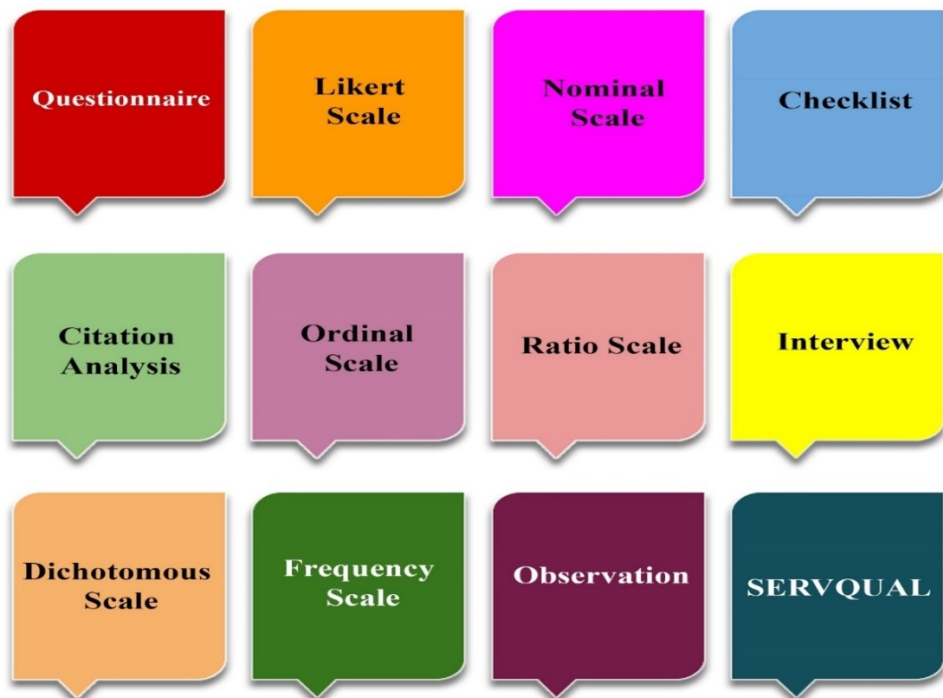 Questionnaire
Likert
Scale
Nominal
Scale
Checklist
Citation
Analysis
Ordinal
Scale
Ratio Scale
Interview
Dichotomous
Scale
Frequency
Scale
Observation
SERVQUAL